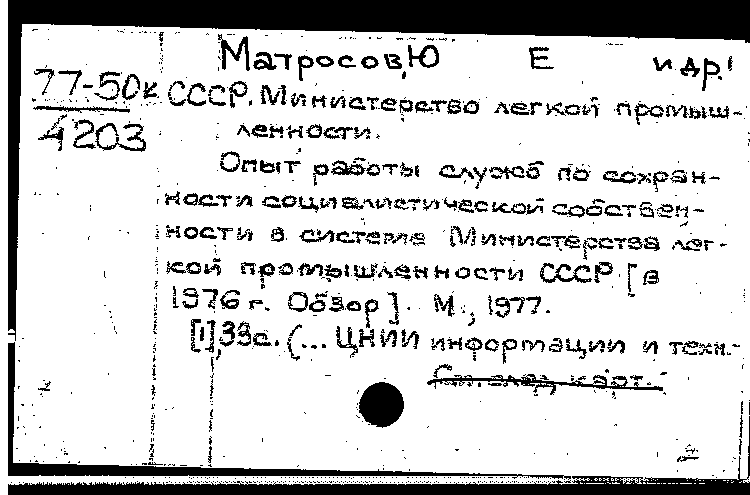 Матросов, Ю Е и др.
77-50к СССР. Министерство легкой промыш-
4203 ленности.
Опыт работы служб по сохран-
ности социалистической собствен-
ности в системе Министерства лег-
кой промышленности СССР [в
1976 г. Обзор]. М., 1977.
[1], 39с. (... ЦНИИ информации и техн.-
См. след. карт.